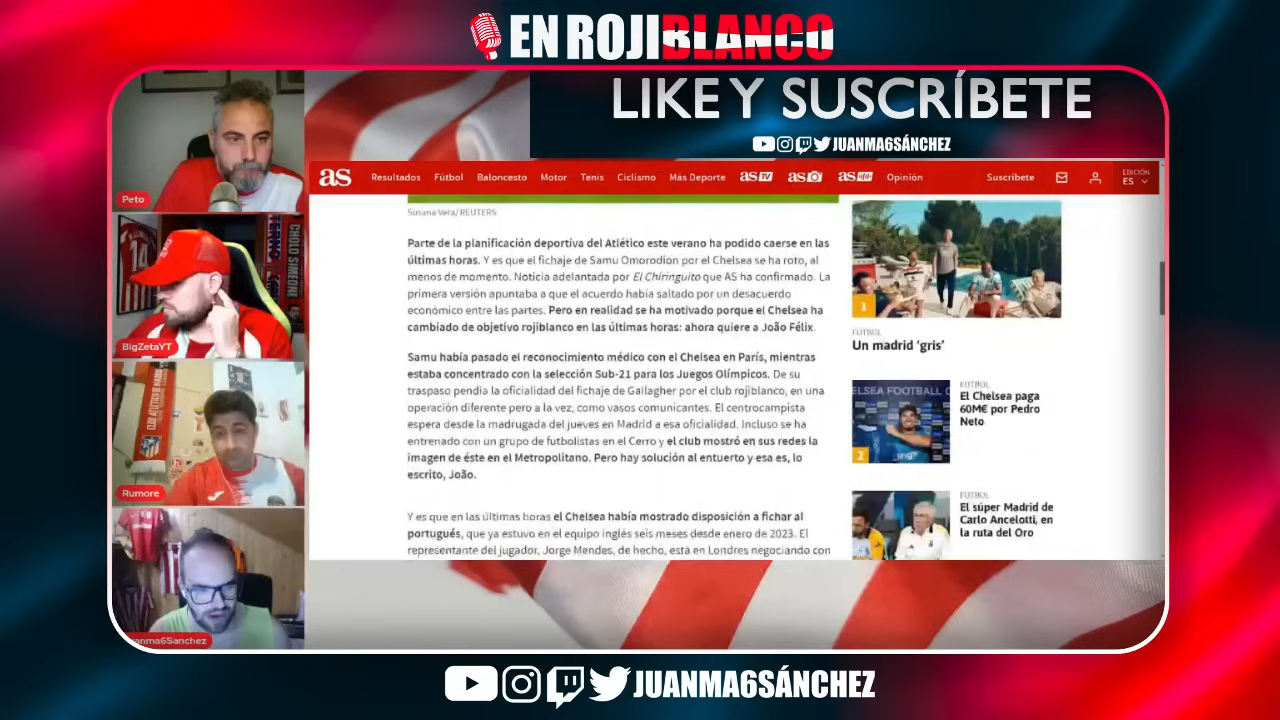 EN ROJIBLANCO
LIKE Y SUSCRÍBETE
JUANMA6SÁNCHEZ
Peto
BigZetaYT
CHOLO SIMEONE
Rumore
anma6Sanchez
as
Resultados Fútbol Baloncesto Motor Tenis Ciclismo Más Deporte as TV as as Opinión Suscríbete EDICIÓN ES
Susana Vera/ REUTERS
Parte de la planificación deportiva del Atlético este verano ha podido caerse en las
últimas horas. Y es que el fichaje de Samu Omorodion por el Chelsea se ha roto, al
menos de momento. Noticia adelantada por El Chiringuito que AS ha confirmado. La
primera versión apuntaba a que el acuerdo había saltado por un desacuerdo
económico entre las partes. Pero en realidad se ha motivado porque el Chelsea ha
cambiado de objetivo rojiblanco en las últimas horas: ahora quiere a João Félix.
Samu había pasado el reconocimiento médico con el Chelsea en París, mientras
estaba concentrado con la selección Sub-21 para los Juegos Olímpicos. De su
traspaso pendía la oficialidad del fichaje de Gallagher por el club rojiblanco, en una
operación diferente pero a la vez, como vasos comunicantes. El centrocampista
espera desde la madrugada del jueves en Madrid a esa oficialidad. Incluso se ha
entrenado con un grupo de futbolistas en el Cerro y el club mostró en sus redes la
imagen de éste en el Metropolitano. Pero hay solución al entuerto y esa es, lo
escrito, João.
Y es que en las últimas horas el Chelsea había mostrado disposición a fichar al
portugués, que ya estuvo en el equipo inglés seis meses desde enero de 2023. El
representante del jugador, Jorge Mendes, de hecho, está en Londres negociando con
1
FÚTBOL
Un madrid ‘gris’
ELSEA FOOTBALL C
2
FÚTBOL
El Chelsea paga
60M€ por Pedro
Neto
FÚTBOL
El súper Madrid de
Carlo Ancelotti, en
la ruta del Oro
JUANMA6SÁNCHEZ